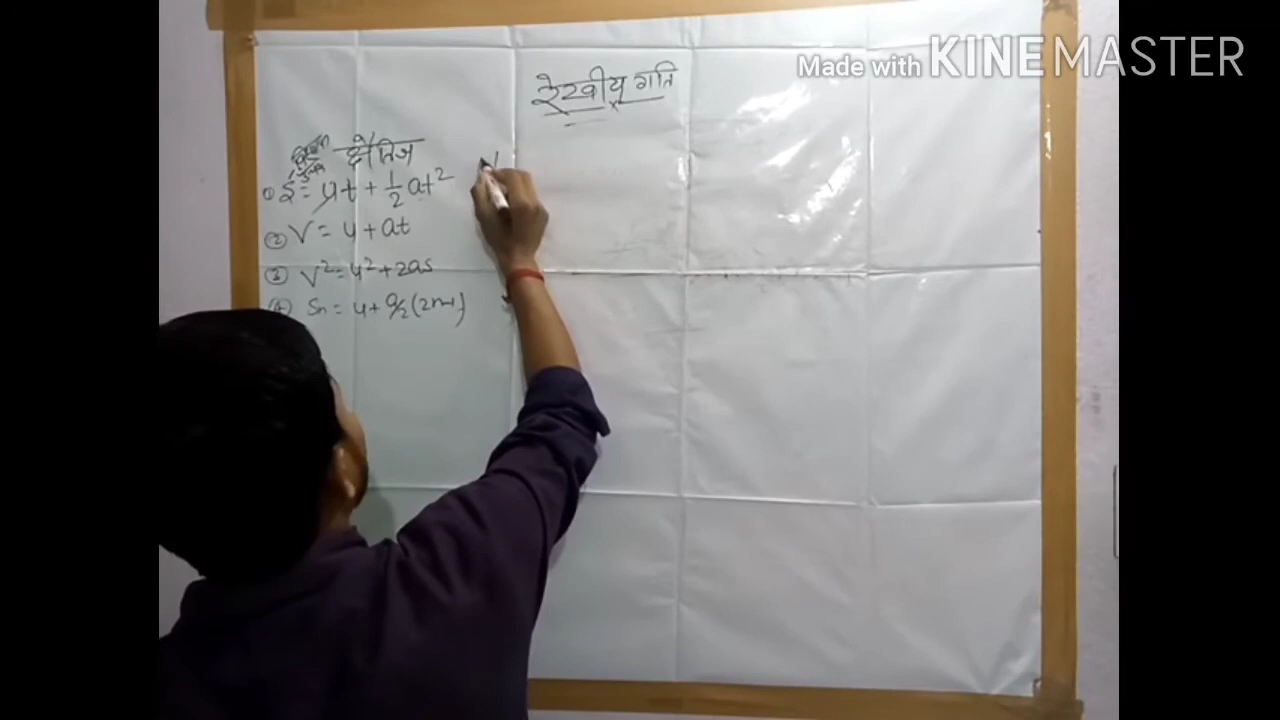 Made with KINEMASTER
रेखीय गति
क्षैतिज
① S = ut + 1/2 at²
② V = u + at
③ V² = u² + 2as
④ Sn = u + a/2 (2n-1)